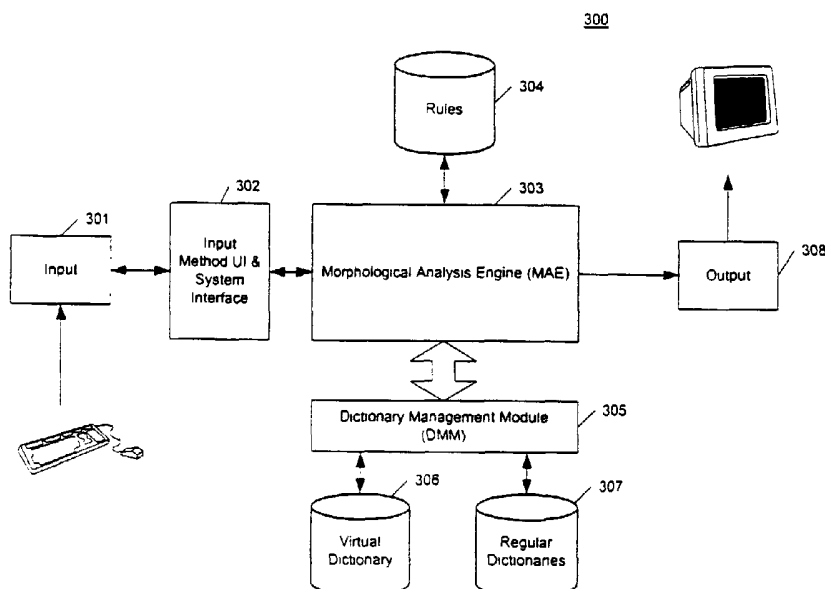 300
304
Rules
302
303
301
Input
Input
Method UI &
System
Interface
Morphological Analysis Engine (MAE)
Output
308
Dictionary Management Module
(DMM)
305
306
307
Virtual
Dictionary
Regular
Dictionaries